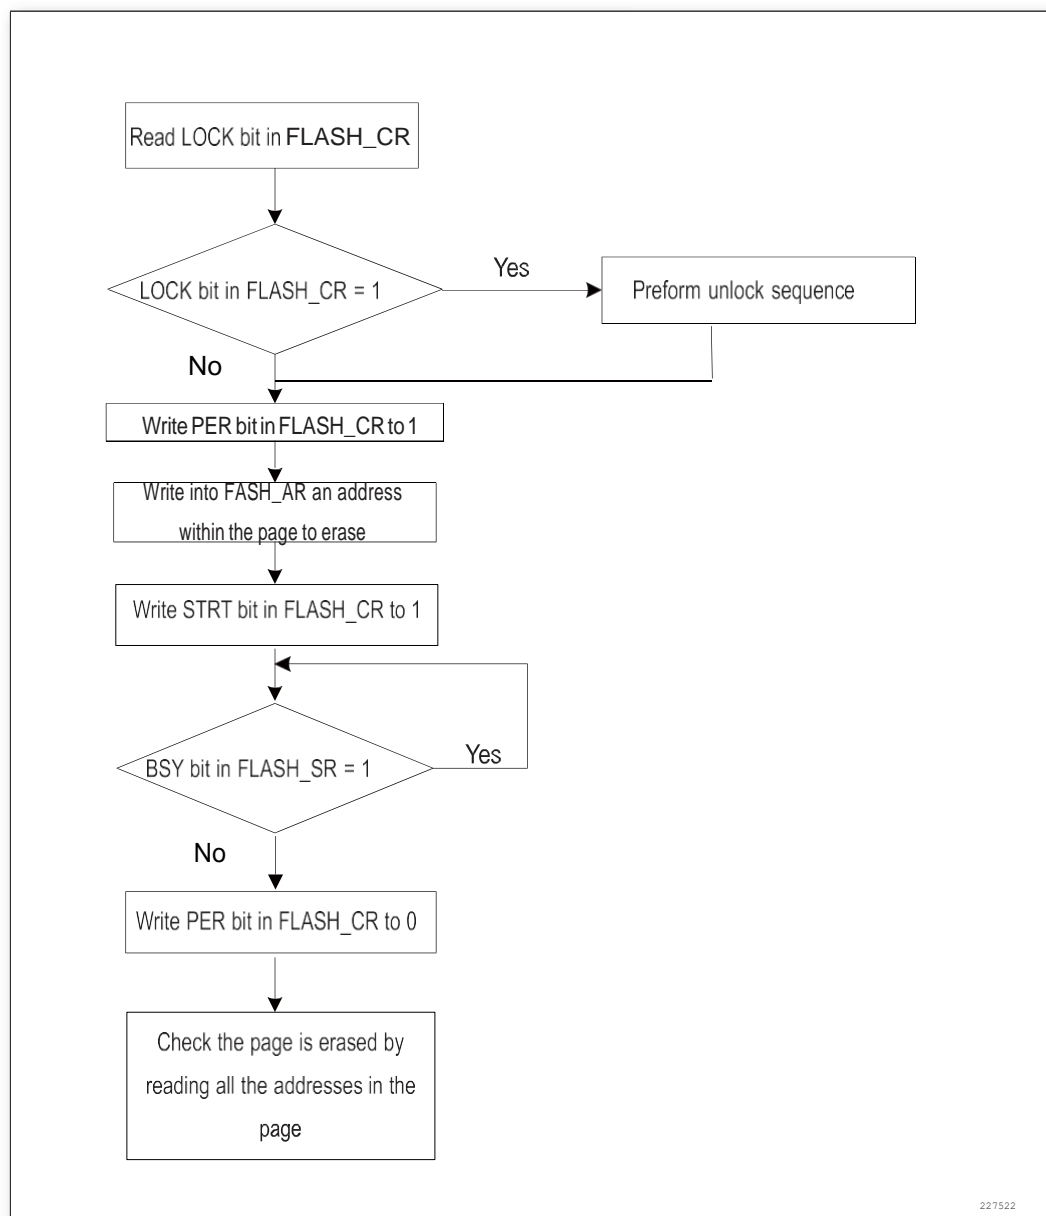 Read LOCK bit in FLASH_CR
LOCK bit in FLASH_CR = 1
Yes
Preform unlock sequence
No
Write PER bit in FLASH_CR to 1
Write into FASH_AR an address
within the page to erase
Write STRT bit in FLASH_CR to 1
BSY bit in FLASH_SR = 1
Yes
No
Write PER bit in FLASH_CR to 0
Check the page is erased by
reading all the addresses in the
page
227522